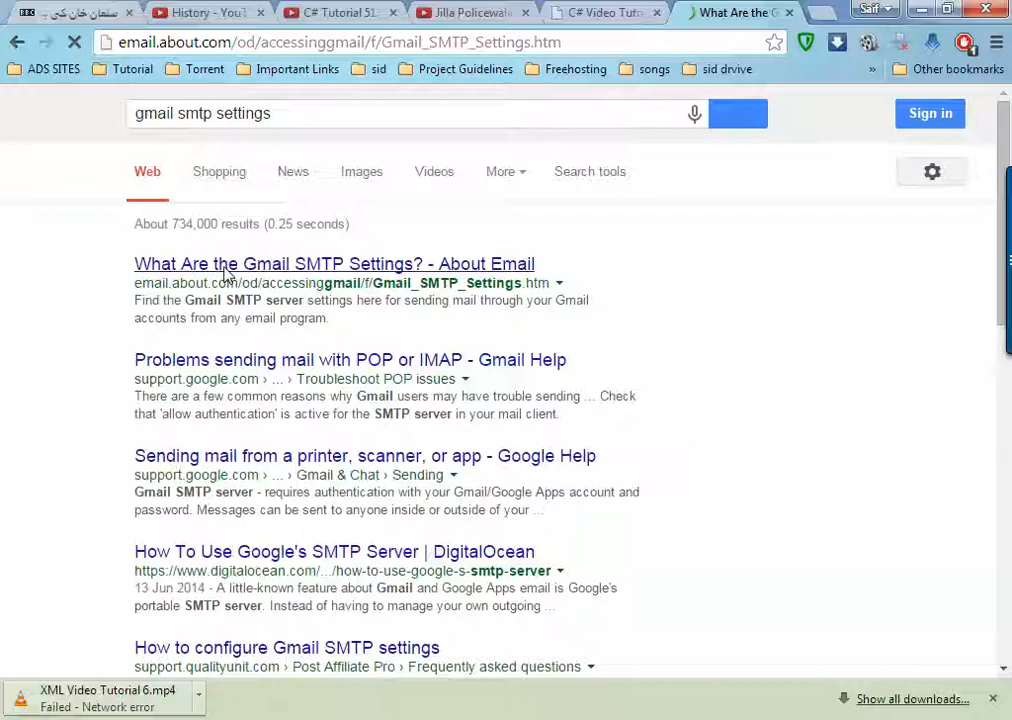 سلمان خان کی ...
History - YouT
C# Tutorial 51
Jilla Policewal
C# Video Tuto
What Are the G
Saif
email.about.com/od/accessinggmail/f/Gmail_SMTP_Settings.htm
1
ADS SITES
Tutorial
Torrent
Important Links
sid
Project Guidelines
Freehosting
songs
sid drvive
»
Other bookmarks
gmail smtp settings
Sign in
Web
Shopping
News
Images
Videos
More
Search tools
About 734,000 results (0.25 seconds)
What Are the Gmail SMTP Settings? - About Email
email.about.com/od/accessinggmail/f/Gmail_SMTP_Settings.htm
Find the Gmail SMTP server settings here for sending mail through your Gmail
accounts from any email program.
Problems sending mail with POP or IMAP - Gmail Help
support.google.com › ... › Troubleshoot POP issues
There are a few common reasons why Gmail users may have trouble sending ... Check
that 'allow authentication' is active for the SMTP server in your mail client.
Sending mail from a printer, scanner, or app - Google Help
support.google.com › ... › Gmail & Chat › Sending
Gmail SMTP server - requires authentication with your Gmail/Google Apps account and
password. Messages can be sent to anyone inside or outside of your ...
How To Use Google's SMTP Server | DigitalOcean
https://www.digitalocean.com/.../how-to-use-google-s-smtp-server
13 Jun 2014 - A little-known feature about Gmail and Google Apps email is Google's
portable SMTP server. Instead of having to manage your own outgoing ...
How to configure Gmail SMTP settings
support.qualityunit.com › Post Affiliate Pro › Frequently asked questions
XML Video Tutorial 6.mp4
Failed - Network error
Show all downloads...